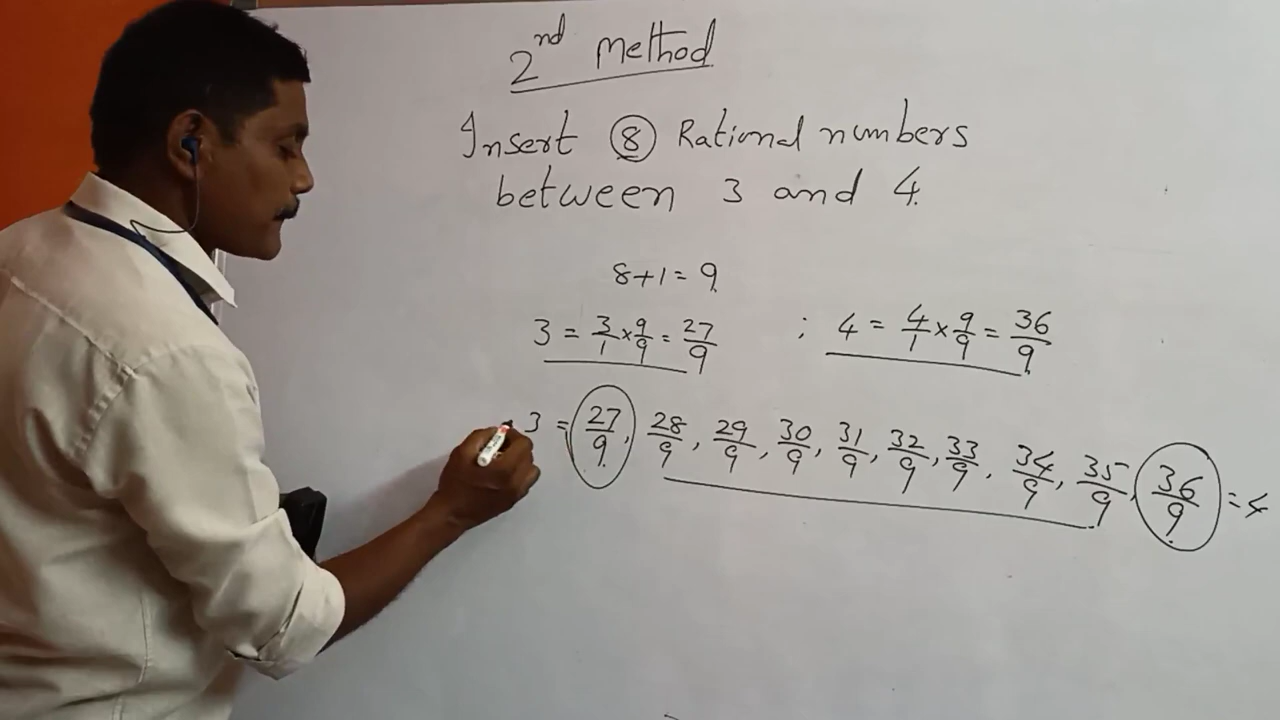 2nd Method
Insert 8 Rational numbers
between 3 and 4.
8+1 = 9.
3 = 3/1 × 9/9 = 27/9 ; 4 = 4/1 × 9/9 = 36/9
3 = 27/9, 28/9, 29/9, 30/9, 31/9, 32/9, 33/9, 34/9, 35/9, 36/9 = 4